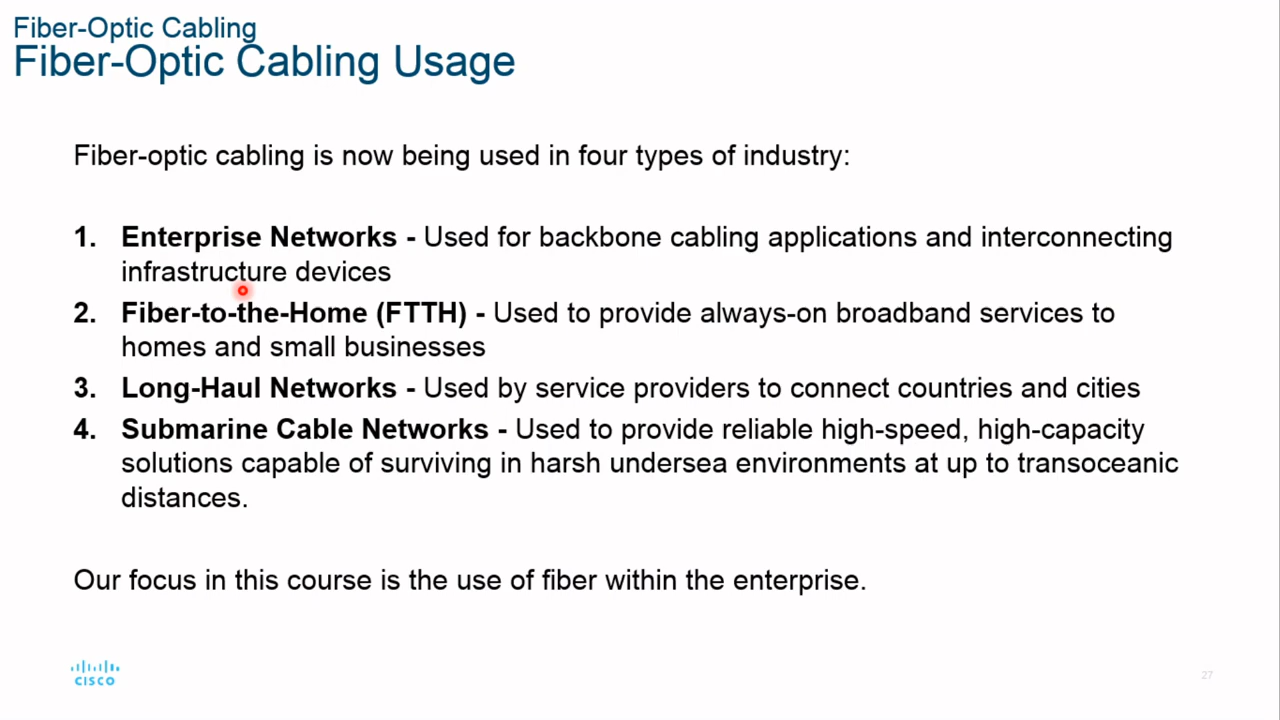 Fiber-Optic Cabling
Fiber-Optic Cabling Usage
Fiber-optic cabling is now being used in four types of industry:
1. Enterprise Networks - Used for backbone cabling applications and interconnecting
infrastructure devices
2. Fiber-to-the-Home (FTTH) - Used to provide always-on broadband services to
homes and small businesses
3. Long-Haul Networks - Used by service providers to connect countries and cities
4. Submarine Cable Networks - Used to provide reliable high-speed, high-capacity
solutions capable of surviving in harsh undersea environments at up to transoceanic
distances.
Our focus in this course is the use of fiber within the enterprise.
CISCO
27